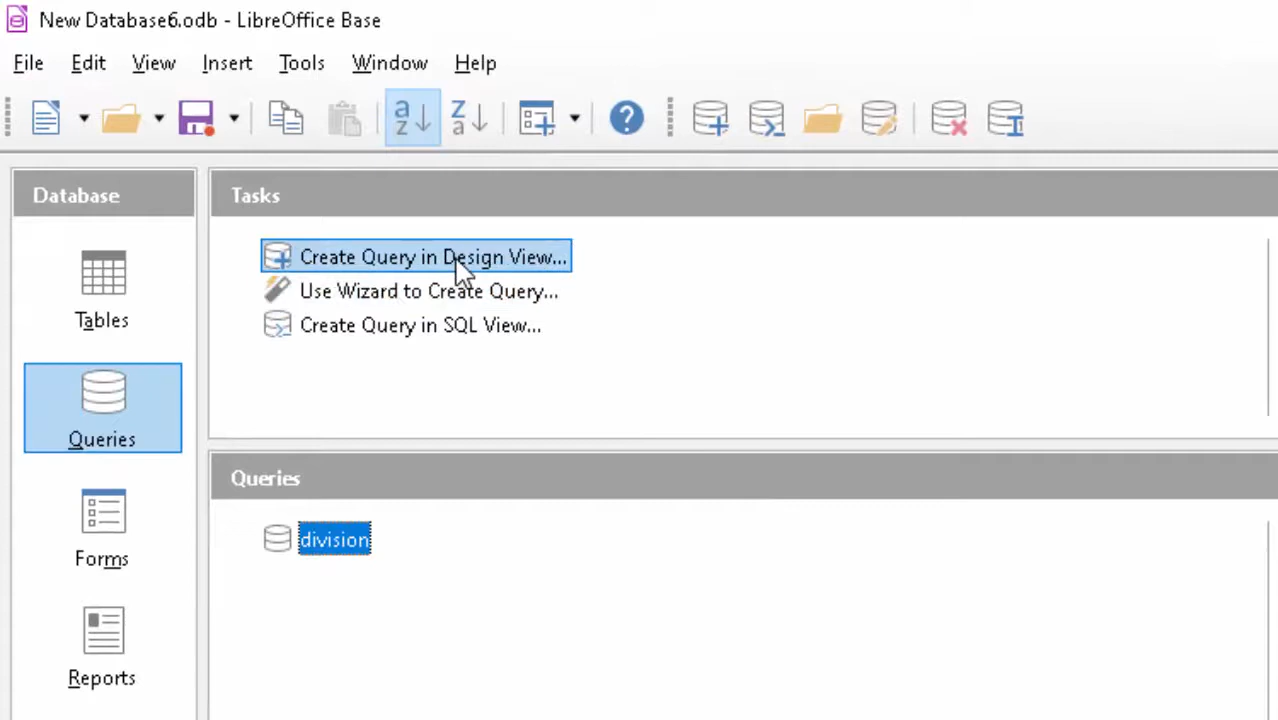 New Database6.odb - LibreOffice Base
File Edit View Insert Tools Window Help
Database
Tables
Queries
Forms
Reports
Tasks
Create Query in Design View...
Use Wizard to Create Query...
Create Query in SQL View...
Queries
division